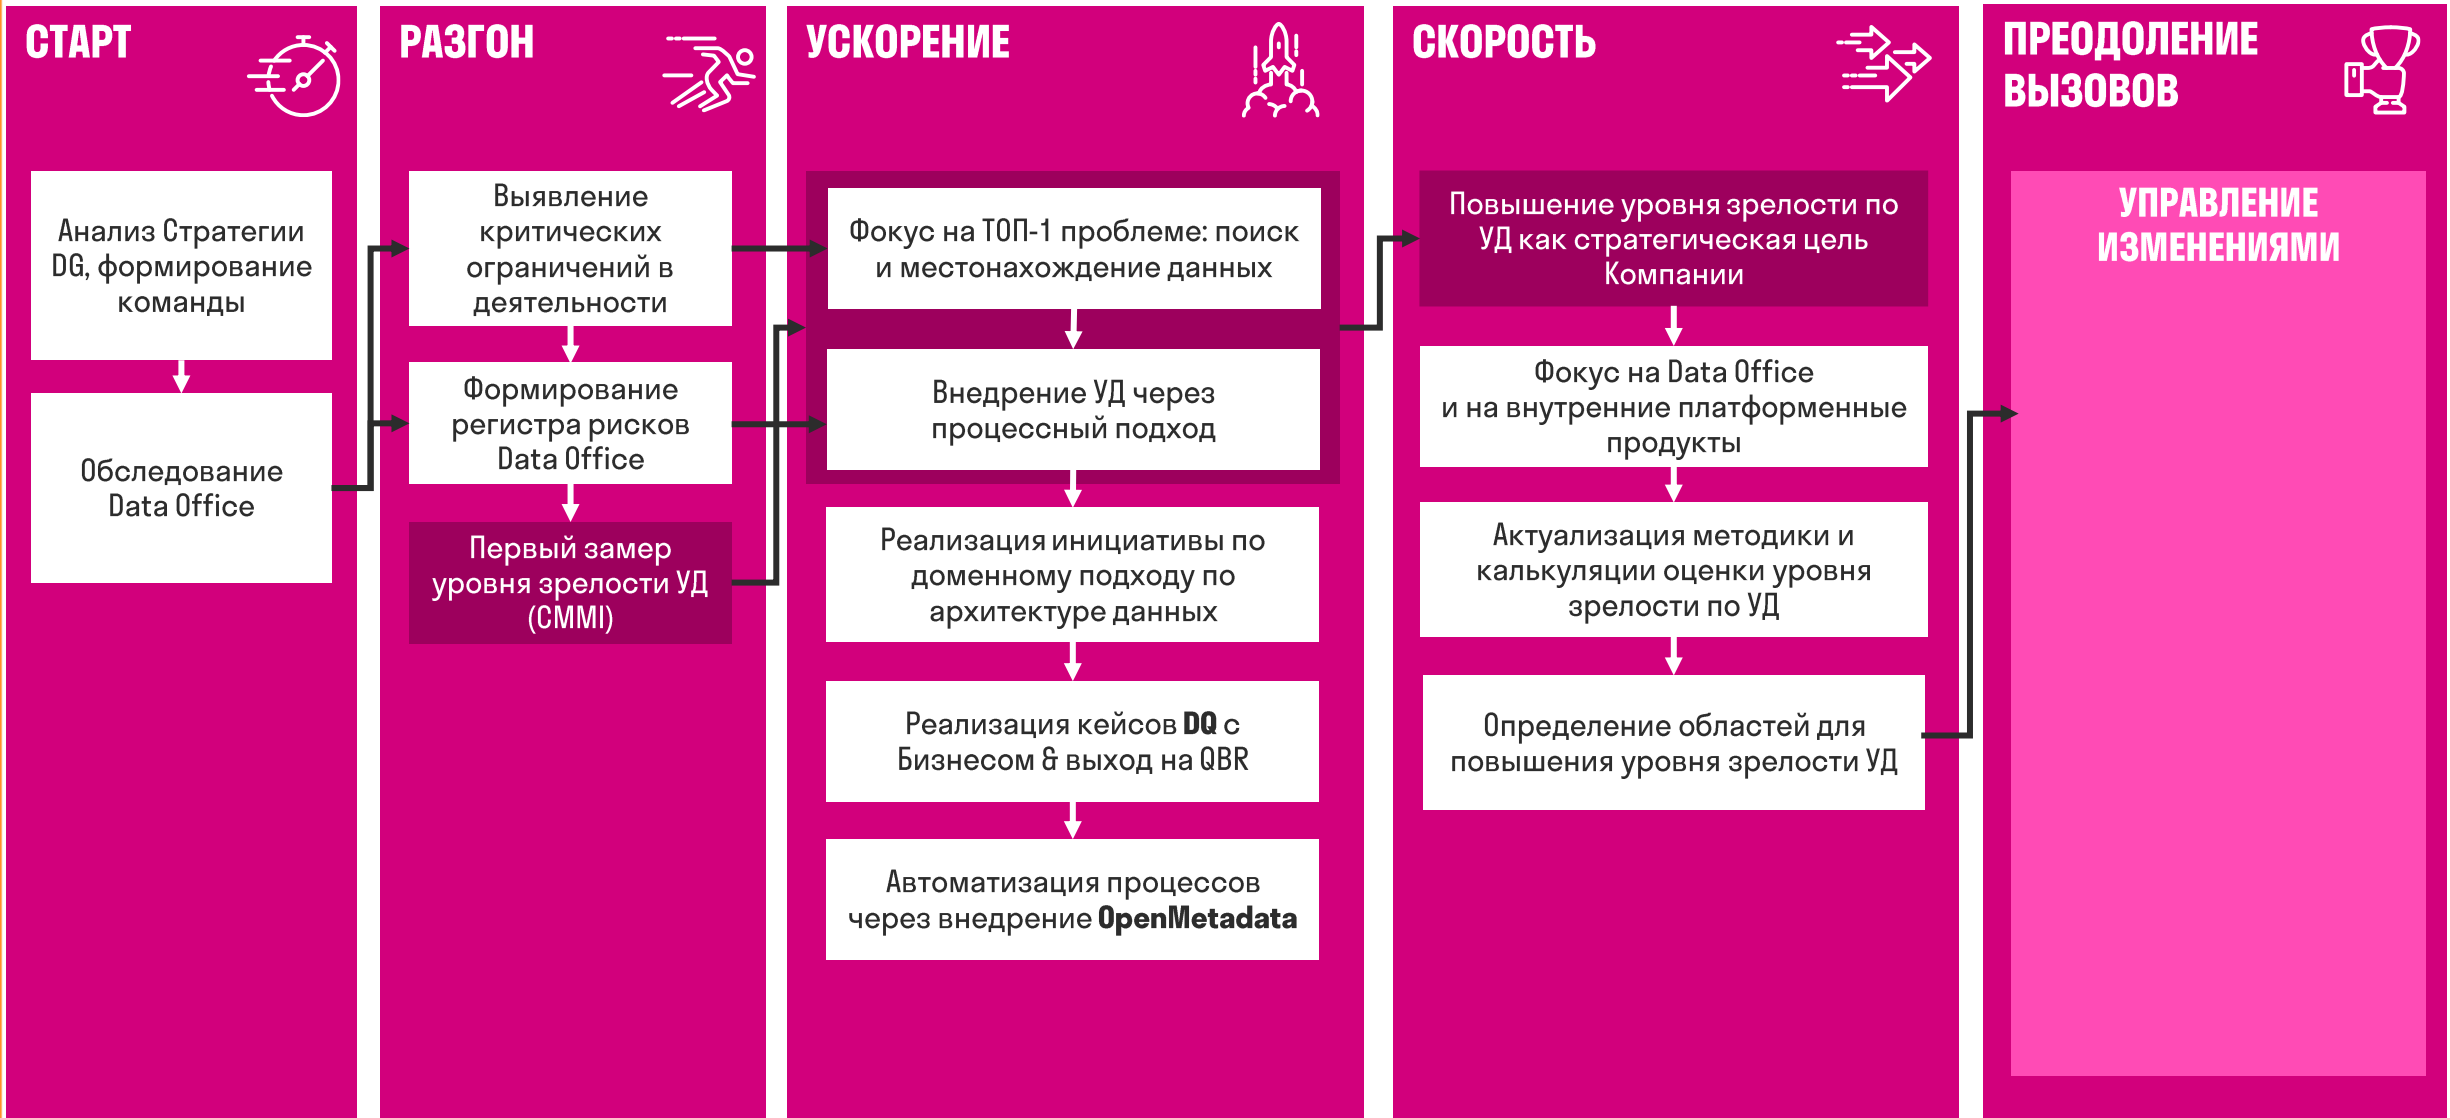 СТАРТ
Анализ Стратегии
DG, формирование
команды
Обследование
Data Office
РАЗГОН
Выявление
критических
ограничений в
деятельности
Формирование
регистра рисков
Data Office
Первый замер
уровня зрелости УД
(CMMI)
УСКОРЕНИЕ
Фокус на ТОП-1 проблеме: поиск
и местонахождение данных
Внедрение УД через
процессный подход
Реализация инициативы по
доменному подходу по
архитектуре данных
Реализация кейсов DQ с
Бизнесом & выход на QBR
Автоматизация процессов
через внедрение OpenMetadata
СКОРОСТЬ
Повышение уровня зрелости по
УД как стратегическая цель
Компании
Фокус на Data Office
и на внутренние платформенные
продукты
Актуализация методики и
калькуляции оценки уровня
зрелости по УД
Определение областей для
повышения уровня зрелости УД
ПРЕОДОЛЕНИЕ
ВЫЗОВОВ
УПРАВЛЕНИЕ
ИЗМЕНЕНИЯМИ